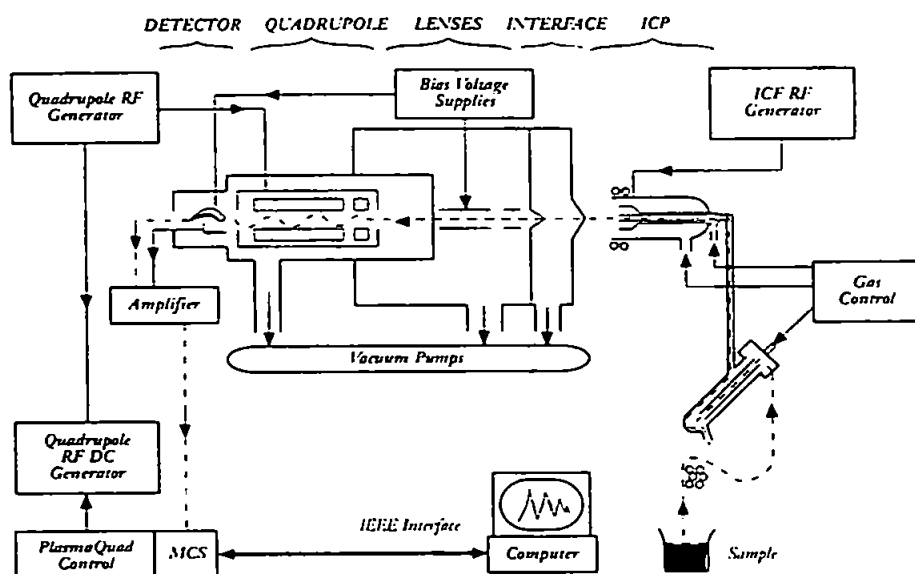 DETECTOR QUADRUPOLE LENSES INTERFACE ICP
Quadrupole RF
Generator
Bias Voltage
Supplies
ICF RF
Generator
Amplifier
Gas
Control
Vacuum Pumps
Quadrupole
RF DC
Generator
IEEE Interface
PlasmaQuad
Control
MCS
Computer
Sample